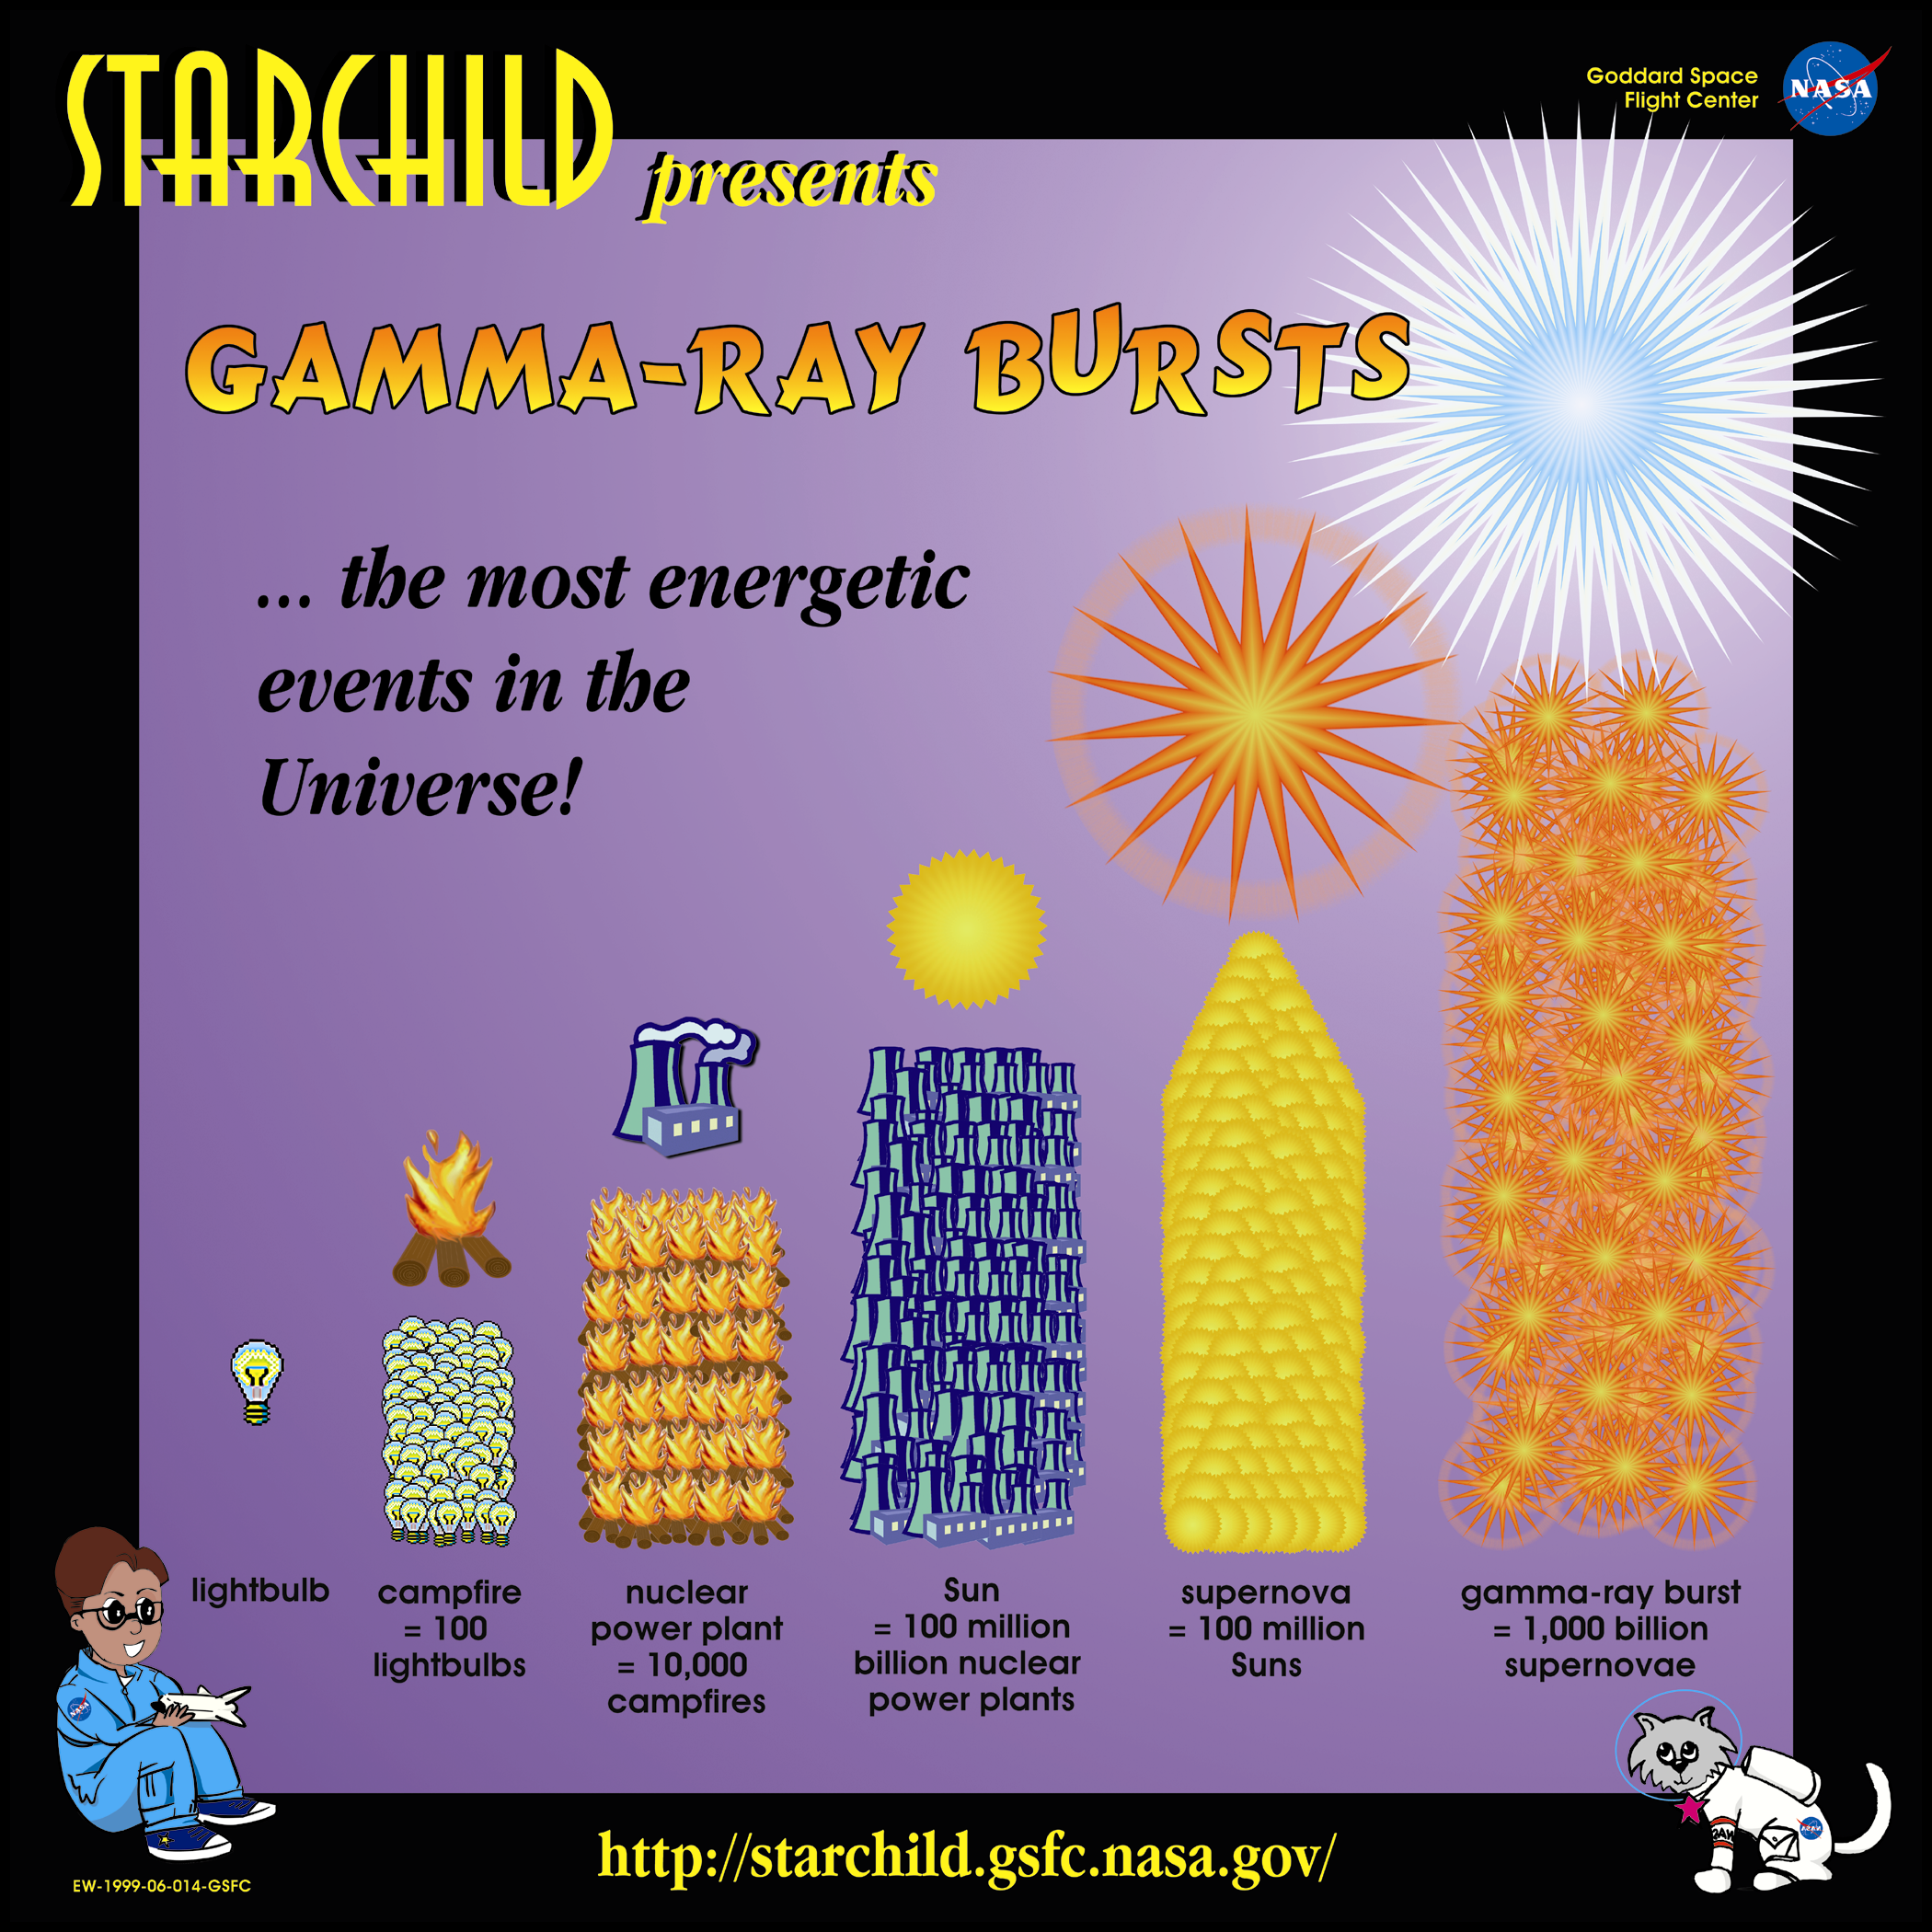 STARCHILD presents
Goddard Space
Flight Center
NASA
GAMMA-RAY BURSTS
... the most energetic
events in the
Universe!
lightbulb
campfire
= 100
lightbulbs
nuclear
power plant
= 10,000
campfires
Sun
= 100 million
billion nuclear
power plants
supernova
= 100 million
Suns
gamma-ray burst
= 1,000 billion
supernovae
NASA
NASA
http://starchild.gsfc.nasa.gov/
EW-1999-06-014-GSFC